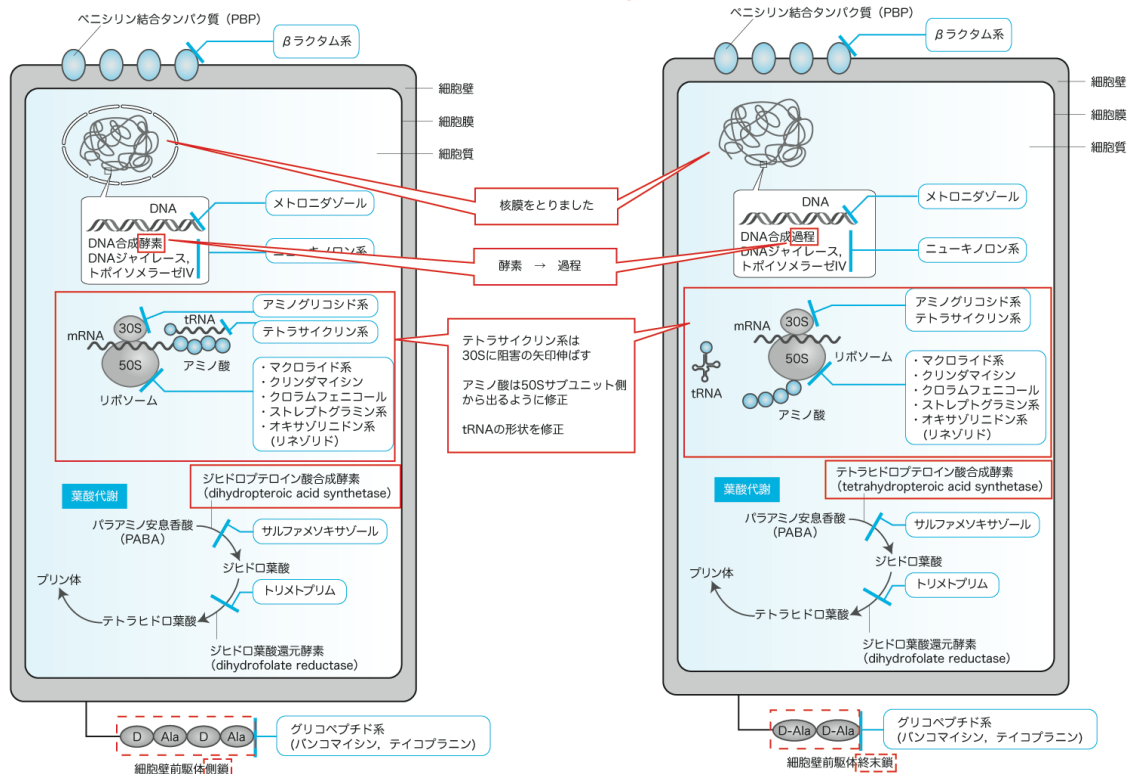 ペニシリン結合タンパク質（PBP）
βラクタム系
細胞壁
細胞膜
細胞質
DNA
メトロニダゾール
DNA合成酵素
DNAジャイレース，
トポイソメラーゼIV
ニューキノロン系
アミノグリコシド系
テトラサイクリン系
tRNA
mRNA
30S
50S
アミノ酸
リボソーム
・マクロライド系
・クリンダマイシン
・クロラムフェニコール
・ストレプトグラミン系
・オキサゾリニドン系
(リネゾリド)
ジヒドロプテロイン酸合成酵素
（dihydropteroic acid synthetase）
葉酸代謝
パラアミノ安息香酸
（PABA）
サルファメソキサゾール
ジヒドロ葉酸
プリン体
トリメトプリム
テトラヒドロ葉酸
ジヒドロ葉酸還元酵素
（dihydrofolate reductase）
D Ala D Ala
グリコペプチド系
(バンコマイシン，テイコプラニン)
細胞壁前駆体側鎖
核膜をとりました
酵素　→　過程
テトラサイクリン系は
30Sに阻害の矢印伸ばす
アミノ酸は50Sサブユニット側
から出るように修正
tRNAの形状を修正
ペニシリン結合タンパク質（PBP）
βラクタム系
細胞壁
細胞膜
細胞質
DNA
メトロニダゾール
DNA合成過程
DNAジャイレース，
トポイソメラーゼIV
ニューキノロン系
アミノグリコシド系
テトラサイクリン系
mRNA
30S
50S
リボソーム
tRNA
アミノ酸
・マクロライド系
・クリンダマイシン
・クロラムフェニコール
・ストレプトグラミン系
・オキサゾリニドン系
(リネゾリド)
テトラヒドロプテロイン酸合成酵素
（tetrahydropteroic acid synthetase）
葉酸代謝
パラアミノ安息香酸
（PABA）
サルファメソキサゾール
ジヒドロ葉酸
プリン体
トリメトプリム
テトラヒドロ葉酸
ジヒドロ葉酸還元酵素
（dihydrofolate reductase）
D-Ala D-Ala
グリコペプチド系
(バンコマイシン，テイコプラニン)
細胞壁前駆体終末鎖